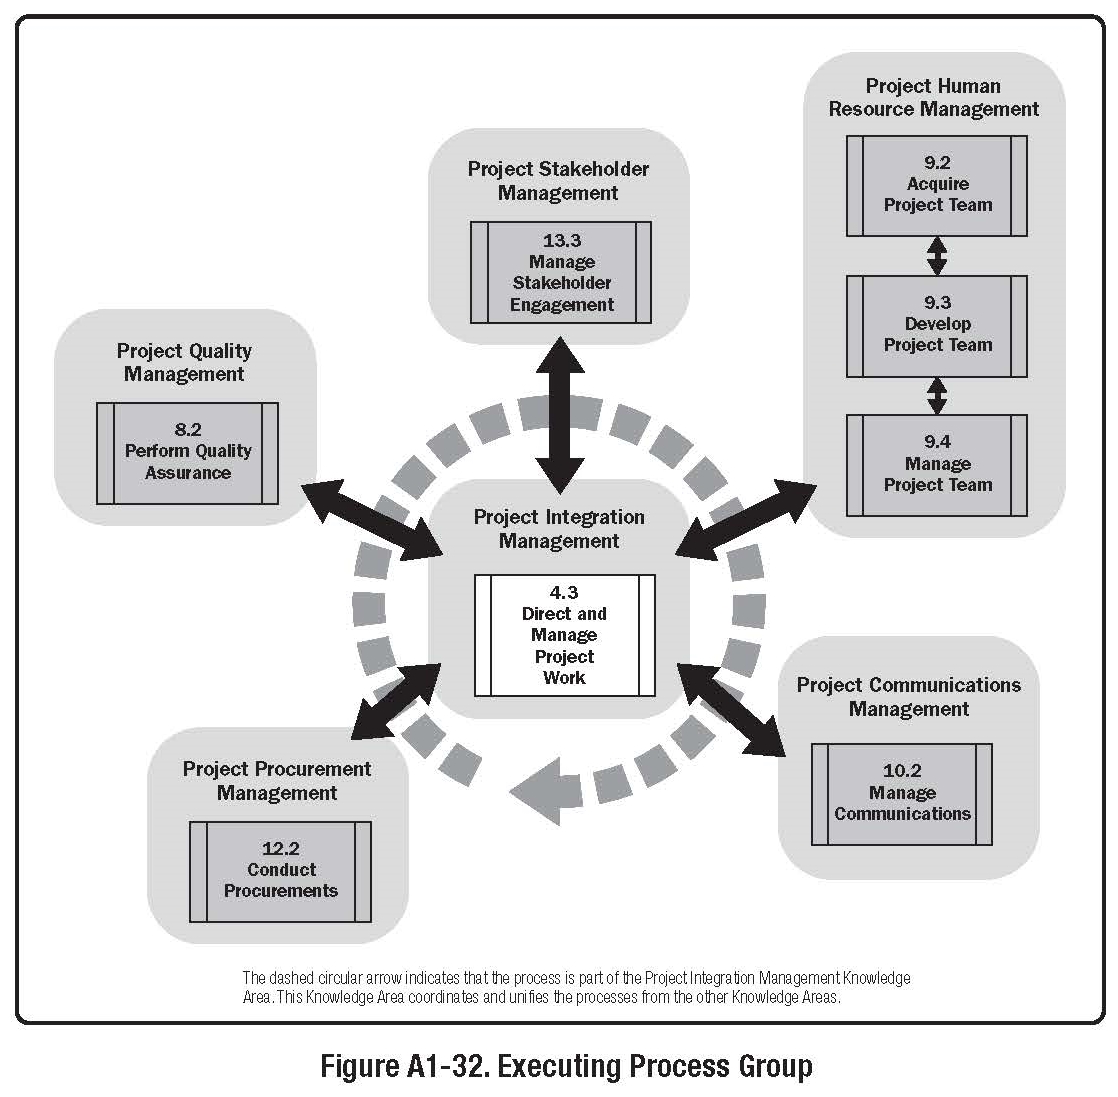 Project Human
Resource Management
9.2
Acquire
Project Team
9.3
Develop
Project Team
9.4
Manage
Project Team
Project Stakeholder
Management
13.3
Manage
Stakeholder
Engagement
Project Quality
Management
8.2
Perform Quality
Assurance
Project Integration
Management
4.3
Direct and
Manage
Project
Work
Project Communications
Management
10.2
Manage
Communications
Project Procurement
Management
12.2
Conduct
Procurements
The dashed circular arrow indicates that the process is part of the Project Integration Management Knowledge
Area. This Knowledge Area coordinates and unifies the processes from the other Knowledge Areas.
Figure A1-32. Executing Process Group